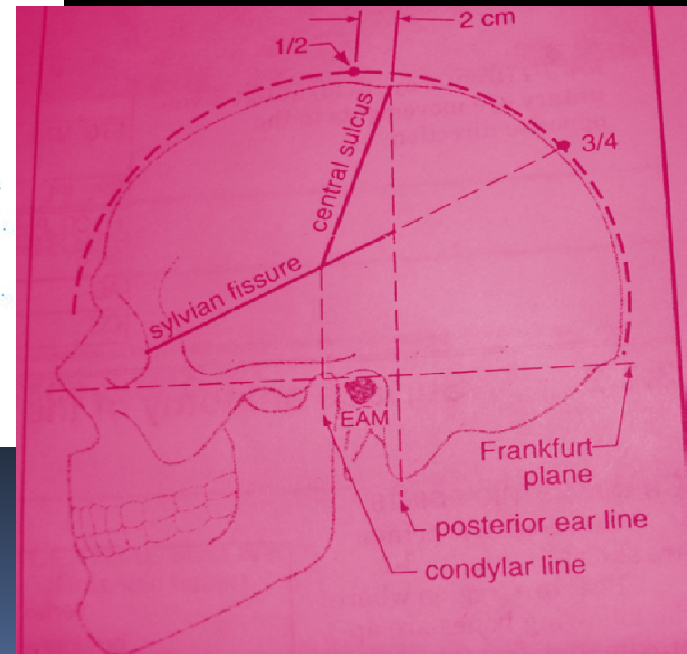 2 cm
1/2
central sulcus
3/4
sylvian fissure
EAM
Frankfurt
plane
posterior ear line
condylar line